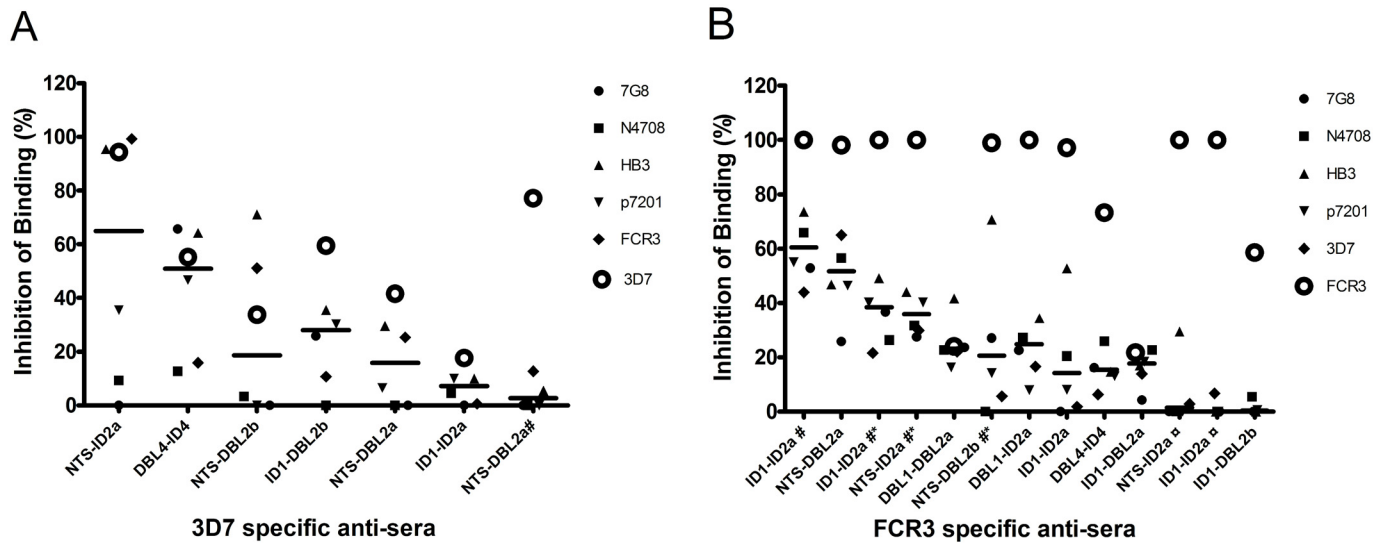 A
Inhibition of Binding (%)
120
100
80
60
40
20
0
NTS-ID2a
DBL4-ID4
NTS-DBL2b
ID1-DBL2b
NTS-DBL2a
ID1-ID2a
NTS-DBL2a#
3D7 specific anti-sera
7G8
N4708
HB3
p7201
FCR3
3D7
B
Inhibition of Binding (%)
120
100
80
60
40
20
0
ID1-ID2a #
NTS-DBL2a
ID1-ID2a #*
NTS-ID2a #*
DBL1-DBL2a
NTS-DBL2b #*
DBL1-ID2a
ID1-ID2a
DBL4-ID4
ID1-DBL2a
NTS-ID2a ¤
ID1-ID2a ¤
ID1-DBL2b
FCR3 specific anti-sera
7G8
N4708
HB3
p7201
3D7
FCR3